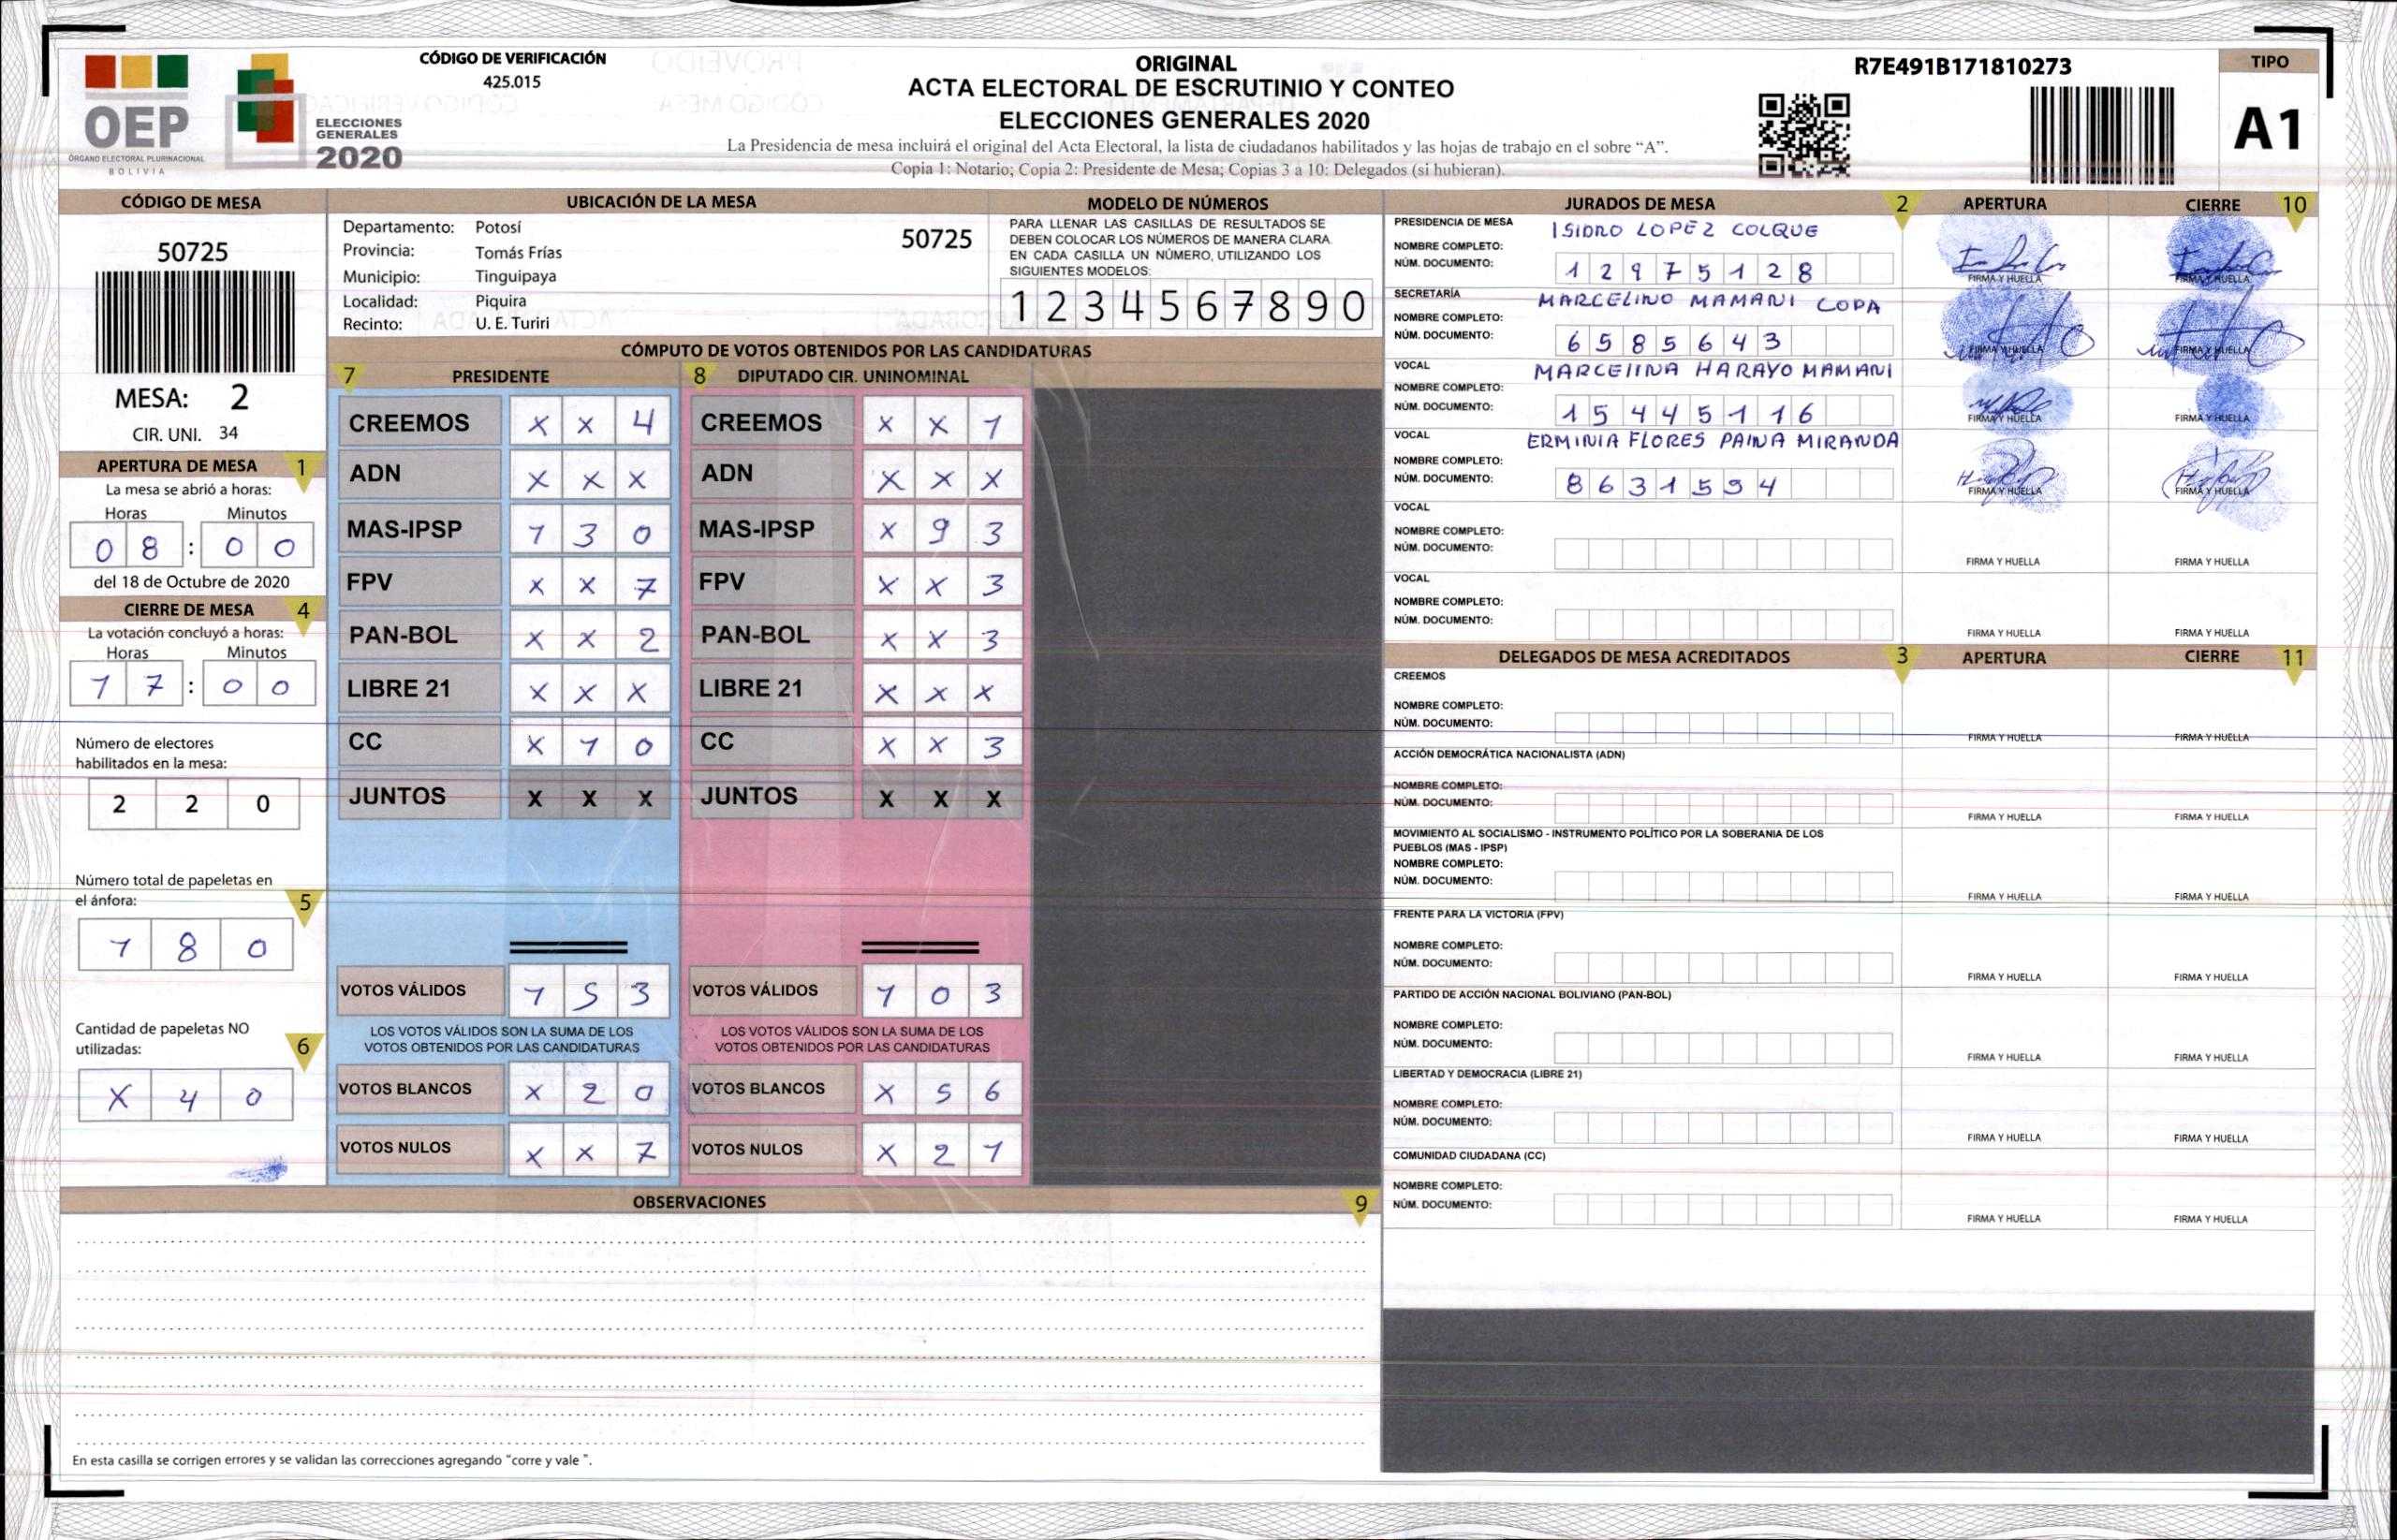 OEP
ÓRGANO ELECTORAL PLURINACIONAL
BOLIVIA
ELECCIONES
GENERALES
2020
CÓDIGO DE VERIFICACIÓN
425.015
ORIGINAL
ACTA ELECTORAL DE ESCRUTINIO Y CONTEO
ELECCIONES GENERALES 2020
La Presidencia de mesa incluirá el original del Acta Electoral, la lista de ciudadanos habilitados y las hojas de trabajo en el sobre “A”.
Copia 1: Notario; Copia 2: Presidente de Mesa; Copias 3 a 10: Delegados (si hubieran).
R7E491B171810273
TIPO
A1
CÓDIGO DE MESA
50725
MESA: 2
CIR. UNI. 34
APERTURA DE MESA 1
La mesa se abrió a horas:
Horas Minutos
0 8 : 0 0
del 18 de Octubre de 2020
CIERRE DE MESA 4
La votación concluyó a horas:
Horas Minutos
1 7 : 0 0
Número de electores
habilitados en la mesa:
2 2 0
Número total de papeletas en
el ánfora: 5
1 8 0
Cantidad de papeletas NO
utilizadas: 6
X 4 0
UBICACIÓN DE LA MESA
Departamento: Potosí
Provincia: Tomás Frías
Municipio: Tinguipaya
Localidad: Piquira
Recinto: U. E. Turiri
50725
MODELO DE NÚMEROS
PARA LLENAR LAS CASILLAS DE RESULTADOS SE
DEBEN COLOCAR LOS NÚMEROS DE MANERA CLARA
EN CADA CASILLA UN NÚMERO, UTILIZANDO LOS
SIGUIENTES MODELOS:
1 2 3 4 5 6 7 8 9 0
CÓMPUTO DE VOTOS OBTENIDOS POR LAS CANDIDATURAS
7 PRESIDENTE 8 DIPUTADO CIR. UNINOMINAL
CREEMOS X X 4 CREEMOS X X 1
ADN X X X ADN X X X
MAS-IPSP 1 3 0 MAS-IPSP X 9 3
FPV X X 7 FPV X X 3
PAN-BOL X X 2 PAN-BOL X X 3
LIBRE 21 X X X LIBRE 21 X X X
CC X 1 0 CC X X 3
JUNTOS X X X JUNTOS X X X
VOTOS VÁLIDOS 1 5 3 VOTOS VÁLIDOS 1 0 3
LOS VOTOS VÁLIDOS SON LA SUMA DE LOS LOS VOTOS VÁLIDOS SON LA SUMA DE LOS
VOTOS OBTENIDOS POR LAS CANDIDATURAS VOTOS OBTENIDOS POR LAS CANDIDATURAS
VOTOS BLANCOS X 2 0 VOTOS BLANCOS X 5 6
VOTOS NULOS X X 7 VOTOS NULOS X 2 1
OBSERVACIONES 9
En esta casilla se corrigen errores y se validan las correcciones agregando “corre y vale ”.
JURADOS DE MESA 2 APERTURA CIERRE 10
PRESIDENCIA DE MESA
NOMBRE COMPLETO: ISIDRO LOPEZ COLQUE
NÚM. DOCUMENTO: 1 2 9 7 5 1 2 8
FIRMA Y HUELLA FIRMA Y HUELLA
SECRETARÍA
NOMBRE COMPLETO: MARCELINO MAMANI COPA
NÚM. DOCUMENTO: 6 5 8 5 6 4 3
FIRMA Y HUELLA FIRMA Y HUELLA
VOCAL
NOMBRE COMPLETO: MARCELINA HARAYO MAMANI
NÚM. DOCUMENTO: 1 5 4 4 5 1 1 6
FIRMA Y HUELLA FIRMA Y HUELLA
VOCAL
NOMBRE COMPLETO: ERMINIA FLORES PAINA MIRANDA
NÚM. DOCUMENTO: 8 6 3 1 5 9 4
FIRMA Y HUELLA FIRMA Y HUELLA
VOCAL
NOMBRE COMPLETO:
NÚM. DOCUMENTO:
FIRMA Y HUELLA FIRMA Y HUELLA
VOCAL
NOMBRE COMPLETO:
NÚM. DOCUMENTO:
FIRMA Y HUELLA FIRMA Y HUELLA
DELEGADOS DE MESA ACREDITADOS 3 APERTURA CIERRE 11
CREEMOS
NOMBRE COMPLETO:
NÚM. DOCUMENTO:
FIRMA Y HUELLA FIRMA Y HUELLA
ACCIÓN DEMOCRÁTICA NACIONALISTA (ADN)
NOMBRE COMPLETO:
NÚM. DOCUMENTO:
FIRMA Y HUELLA FIRMA Y HUELLA
MOVIMIENTO AL SOCIALISMO - INSTRUMENTO POLÍTICO POR LA SOBERANIA DE LOS
PUEBLOS (MAS - IPSP)
NOMBRE COMPLETO:
NÚM. DOCUMENTO:
FIRMA Y HUELLA FIRMA Y HUELLA
FRENTE PARA LA VICTORIA (FPV)
NOMBRE COMPLETO:
NÚM. DOCUMENTO:
FIRMA Y HUELLA FIRMA Y HUELLA
PARTIDO DE ACCIÓN NACIONAL BOLIVIANO (PAN-BOL)
NOMBRE COMPLETO:
NÚM. DOCUMENTO:
FIRMA Y HUELLA FIRMA Y HUELLA
LIBERTAD Y DEMOCRACIA (LIBRE 21)
NOMBRE COMPLETO:
NÚM. DOCUMENTO:
FIRMA Y HUELLA FIRMA Y HUELLA
COMUNIDAD CIUDADANA (CC)
NOMBRE COMPLETO:
NÚM. DOCUMENTO:
FIRMA Y HUELLA FIRMA Y HUELLA